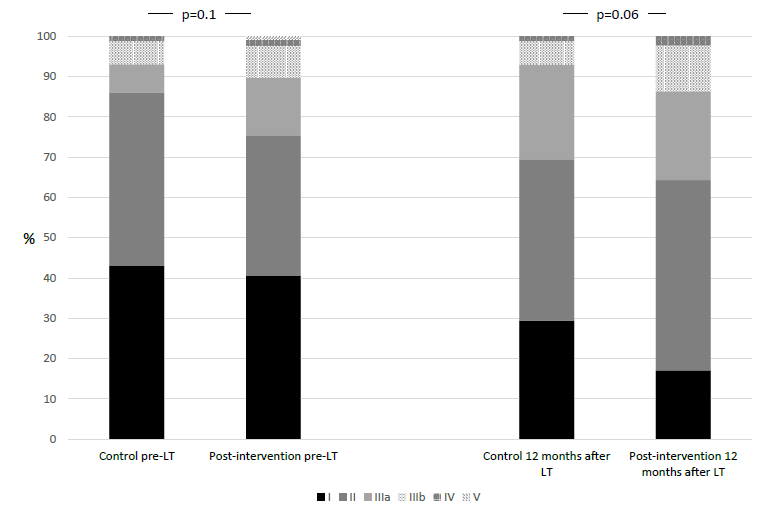 p=0.1
p=0.06
100
90
80
70
60
50
40
30
20
10
0
%
Control pre-LT
Post-intervention pre-LT
Control 12 months after
LT
Post-intervention 12
months after LT
I II IIIa IIIb IV V